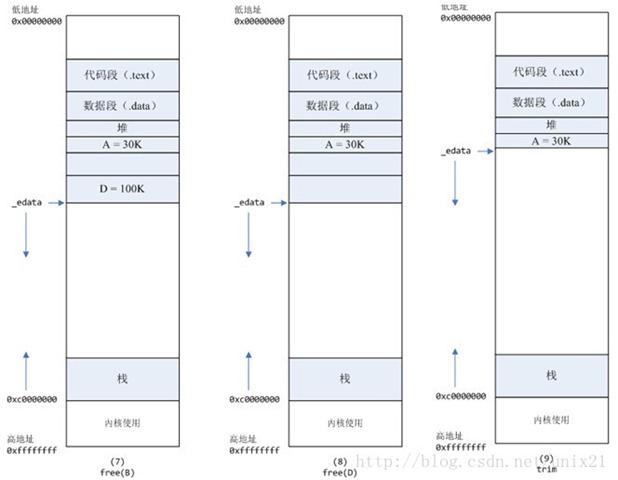 低地址
0x00000000
代码段（.text）
数据段（.data）
堆
A = 30K
D = 100K
_edata
栈
0xc0000000
内核使用
高地址
0xffffffff
(7)
free(B)
低地址
0x00000000
代码段（.text）
数据段（.data）
堆
A = 30K
_edata
栈
0xc0000000
内核使用
高地址
0xffffffff
(8)
free(D)
低地址
0x00000000
代码段（.text）
数据段（.data）
堆
A = 30K
_edata
栈
0xc0000000
内核使用
高地址
0xffffffff
(9)
trim
http://blog.csdn.net/unix21